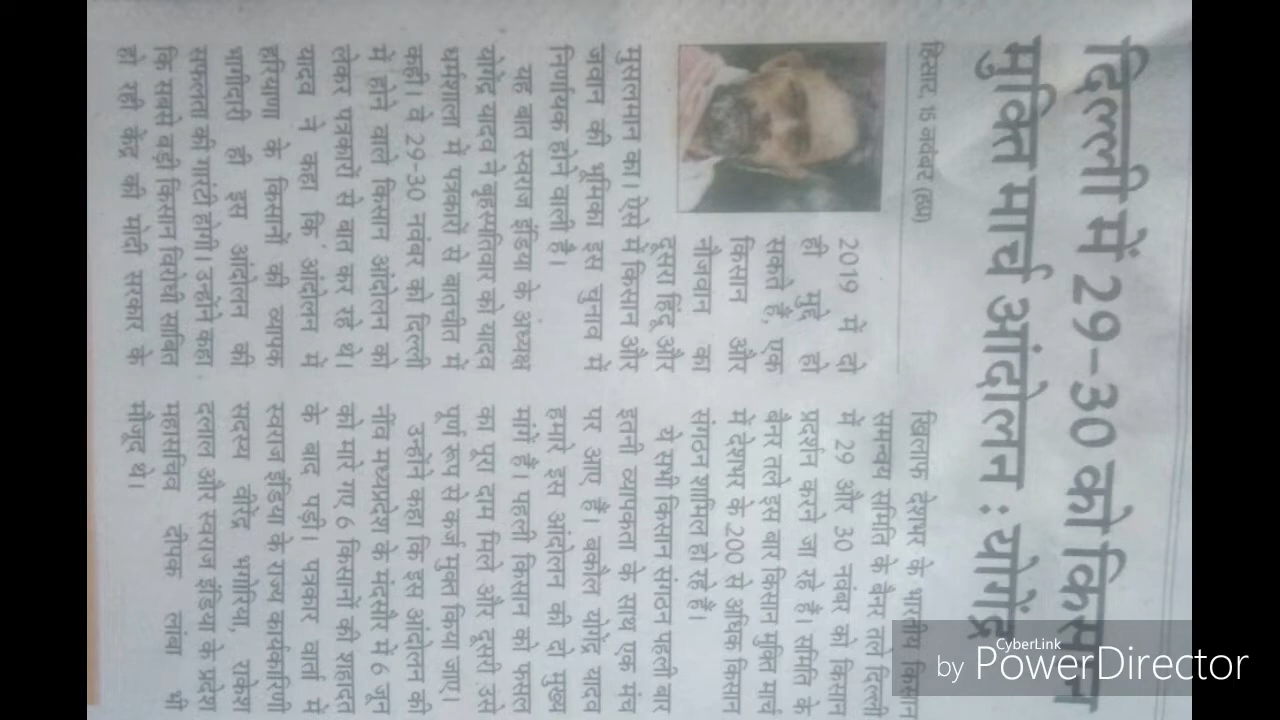 दिल्ली में 29-30 को किसान
मुक्ति मार्च आंदोलन : योगेंद्र
हिसार, 15 नवंबर (हप्र)
2019 में दो
ही मुद्दे हो
सकते हैं, एक
किसान और
नौजवान का
दूसरा हिंदू और
मुसलमान का। ऐसे में किसान और
जवान की भूमिका इस चुनाव में
निर्णायक होने वाली है।
यह बात स्वराज इंडिया के अध्यक्ष
योगेंद्र यादव ने बृहस्पतिवार को यादव
धर्मशाला में पत्रकारों से बातचीत में
कही। वे 29-30 नवंबर को दिल्ली
में होने वाले किसान आंदोलन को
लेकर पत्रकारों से बात कर रहे थे।
यादव ने कहा कि आंदोलन में
हरियाणा के किसानों की व्यापक
भागीदारी ही इस आंदोलन की
सफलता की गारंटी होगी। उन्होंने कहा
कि सबसे बड़ी किसान विरोधी साबित
हो रही केंद्र की मोदी सरकार के
खिलाफ देशभर के भारतीय किसान
समन्वय समिति के बैनर तले दिल्ली
में 29 और 30 नवंबर को किसान
प्रदर्शन करने जा रहे हैं। समिति के
बैनर तले इस बार किसान मुक्ति मार्च
में देशभर के 200 से अधिक किसान
संगठन शामिल हो रहे हैं।
ये सभी किसान संगठन पहली बार
इतनी व्यापकता के साथ एक मंच
पर आए हैं। बकौल योगेंद्र यादव
हमारे इस आंदोलन की दो मुख्य
मांगें हैं। पहली किसान को फसल
का पूरा दाम मिले और दूसरी उसे
पूर्ण रूप से कर्ज मुक्त किया जाए।
उन्होंने कहा कि इस आंदोलन की
नींव मध्यप्रदेश के मंदसौर में 6 जून
को मारे गए 6 किसानों की शहादत
के बाद पड़ी। पत्रकार वार्ता में
स्वराज इंडिया के राज्य कार्यकारिणी
सदस्य वीरेंद्र भगोरिया, राकेश
दलाल और स्वराज इंडिया के प्रदेश
महासचिव दीपक लांबा भी
मौजूद थे।
CyberLink
by PowerDirector